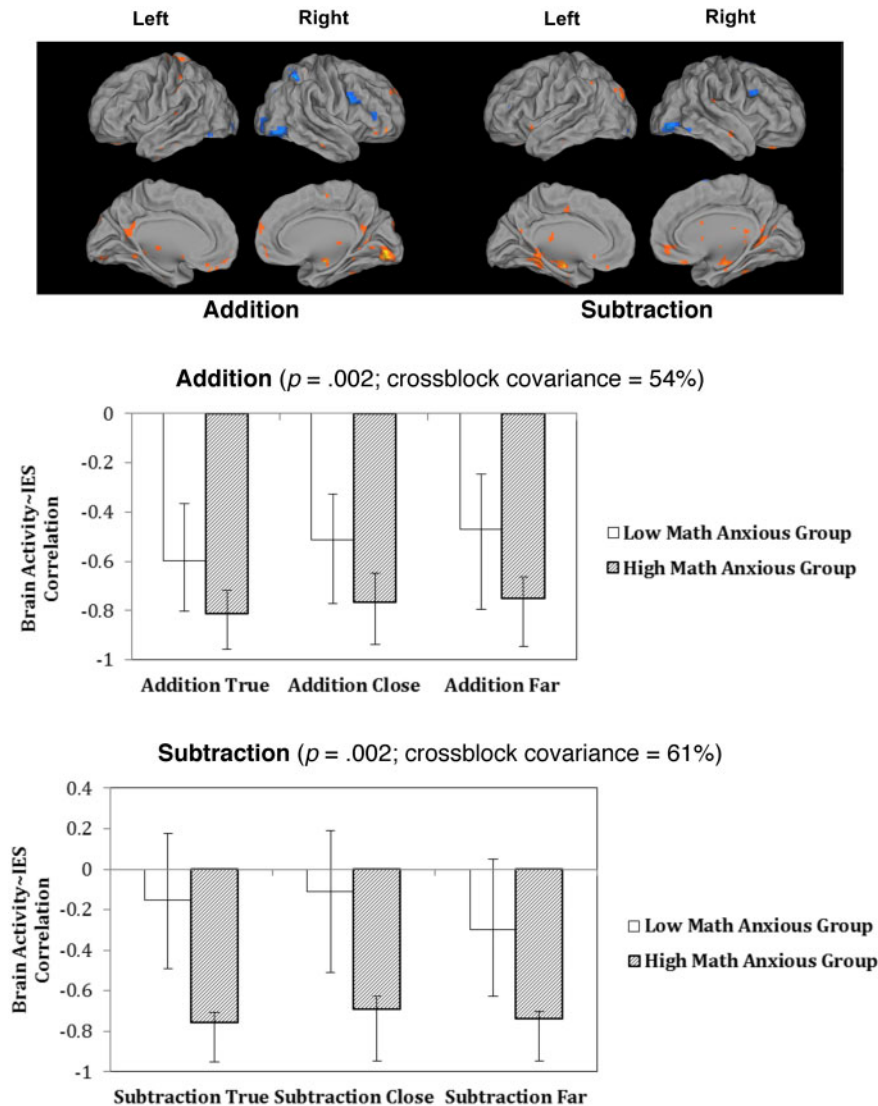 Left Right Left Right
Addition Subtraction
Addition (p = .002; crossblock covariance = 54%)
0
-0.2
-0.4
-0.6
-0.8
-1
Brain Activity~IES
Correlation
Addition True Addition Close Addition Far
Low Math Anxious Group
High Math Anxious Group
Subtraction (p = .002; crossblock covariance = 61%)
0.4
0.2
0
-0.2
-0.4
-0.6
-0.8
-1
Brain Activity~IES
Correlation
Subtraction True Subtraction Close Subtraction Far
Low Math Anxious Group
High Math Anxious Group